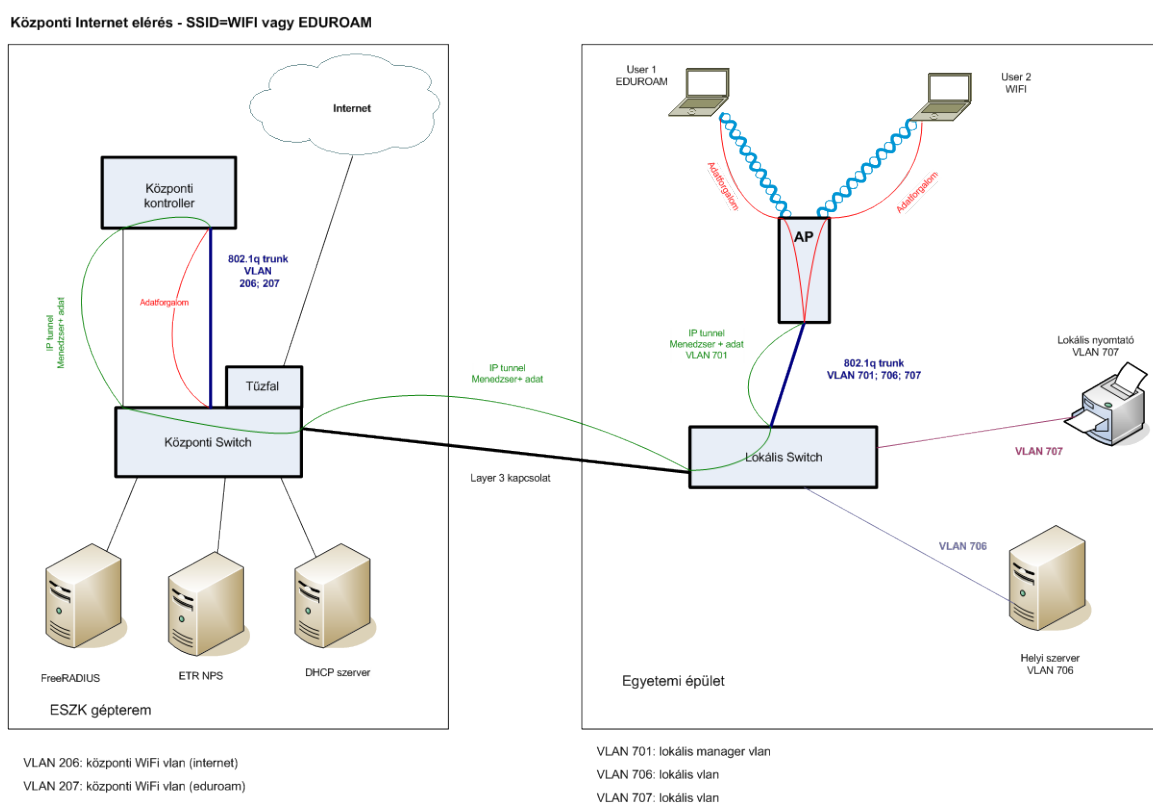 Központi Internet elérés - SSID=WIFI vagy EDUROAM
Internet
Központi
kontroller
802.1q trunk
VLAN
206; 207
Adatforgalom
IP tunnel
Menedzser+ adat
Tűzfal
Központi Switch
FreeRADIUS
ETR NPS
DHCP szerver
ESZK gépterem
IP tunnel
Menedzser+ adat
Layer 3 kapcsolat
User 1
EDUROAM
User 2
WIFI
Adatforgalom
Adatforgalom
AP
IP tunnel
Menedzser + adat
VLAN 701
802.1q trunk
VLAN 701; 706; 707
Lokális nyomtató
VLAN 707
Lokális Switch
VLAN 707
VLAN 706
Helyi szerver
VLAN 706
Egyetemi épület
VLAN 206: központi WiFi vlan (internet)
VLAN 207: központi WiFi vlan (eduroam)
VLAN 701: lokális manager vlan
VLAN 706: lokális vlan
VLAN 707: lokális vlan